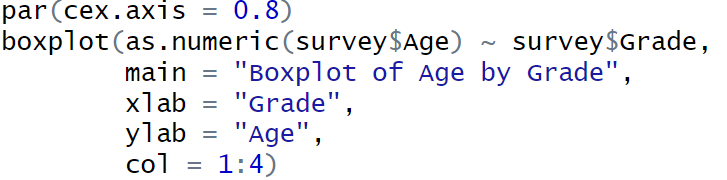 par(cex.axis = 0.8)
boxplot(as.numeric(survey$Age) ~ survey$Grade,
        main = "Boxplot of Age by Grade",
        xlab = "Grade",
        ylab = "Age",
        col = 1:4)